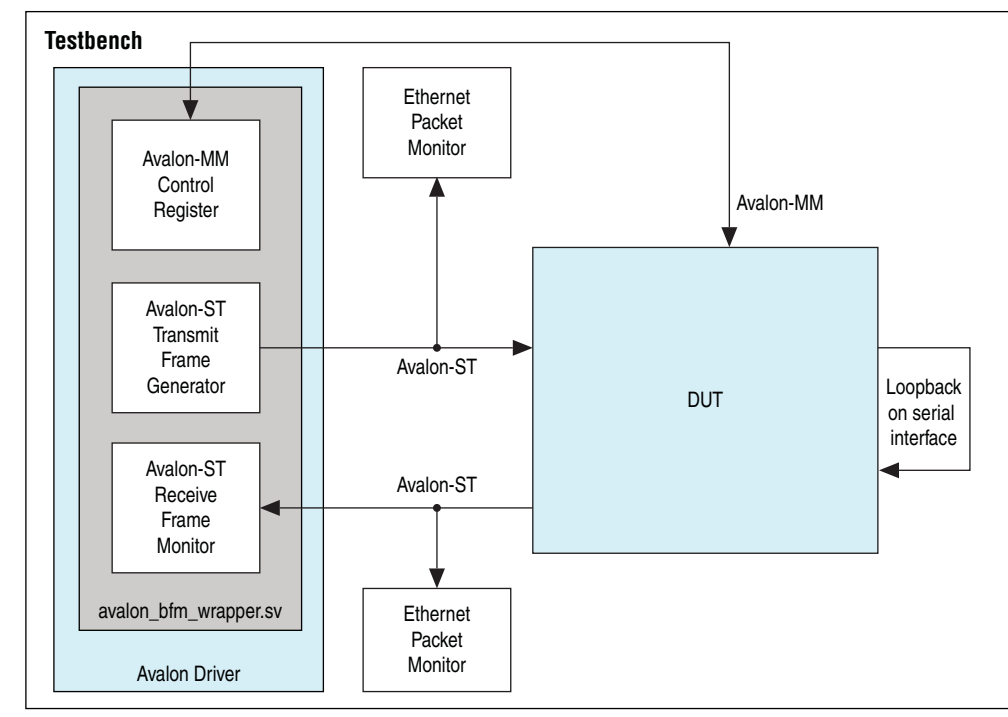 Testbench
Ethernet
Packet
Monitor
Avalon-MM
Control
Register
Avalon-MM
Avalon-ST
Transmit
Frame
Generator
Avalon-ST
DUT
Loopback
on serial
interface
Avalon-ST
Receive
Frame
Monitor
Avalon-ST
avalon_bfm_wrapper.sv
Ethernet
Packet
Monitor
Avalon Driver